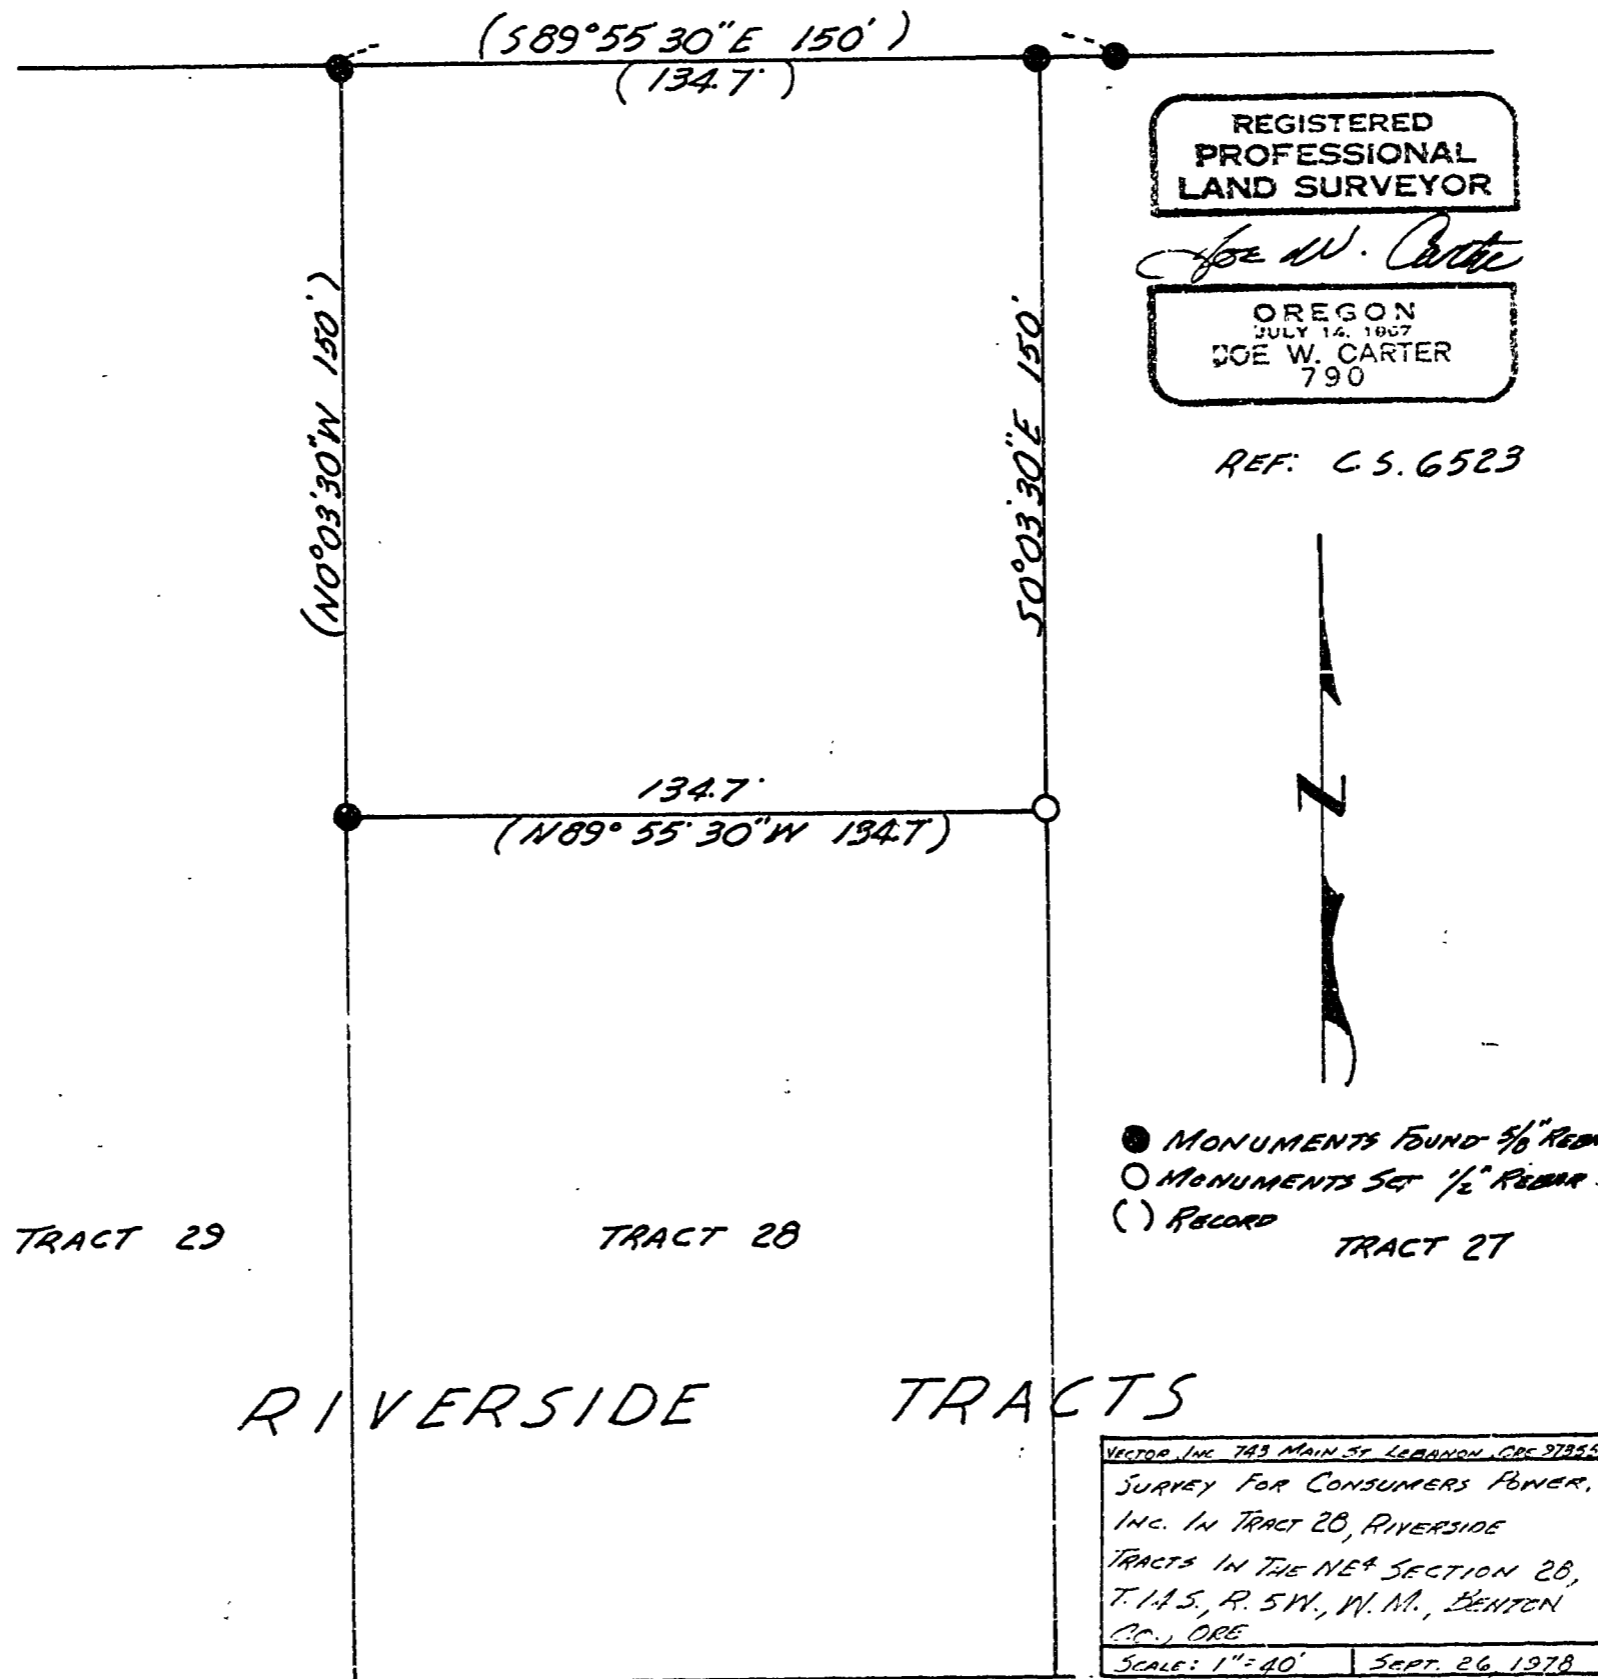 (S89°55'30"E 150')
(134.7')
REGISTERED
PROFESSIONAL
LAND SURVEYOR
Joe W. Carter
OREGON
JULY 14, 1967
JOE W. CARTER
790
(N0°03'30"W 150.')
S0°03'30"E 150'
REF: C.S. 6523
N
134.7'
(N89°55'30"W 134.7)
MONUMENTS FOUND 5/8" REBAR
MONUMENTS SET 1/2" REBAR
( ) RECORD
TRACT 29
TRACT 28
TRACT 27
RIVERSIDE TRACTS
VECTOR, INC 743 MAIN ST LEBANON, ORE 97355
SURVEY FOR CONSUMERS POWER,
INC. IN TRACT 28, RIVERSIDE
TRACTS IN THE NE4 SECTION 28,
T.14S., R.5W., W.M., BENTON
CO., ORE
SCALE: 1"=40' SEPT. 26, 1978